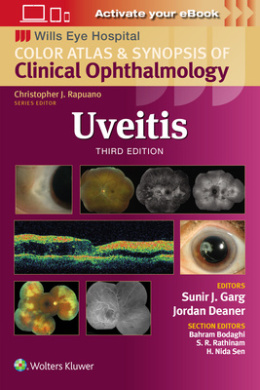 Activate your eBook
Wills Eye Hospital
COLOR ATLAS & SYNOPSIS OF
Clinical Ophthalmology
Christopher J. Rapuano
SERIES EDITOR
Uveitis
THIRD EDITION
EDITORS
Sunir J. Garg
Jordan Deaner
SECTION EDITORS
Bahram Bodaghi
S. R. Rathinam
H. Nida Sen
Wolters Kluwer